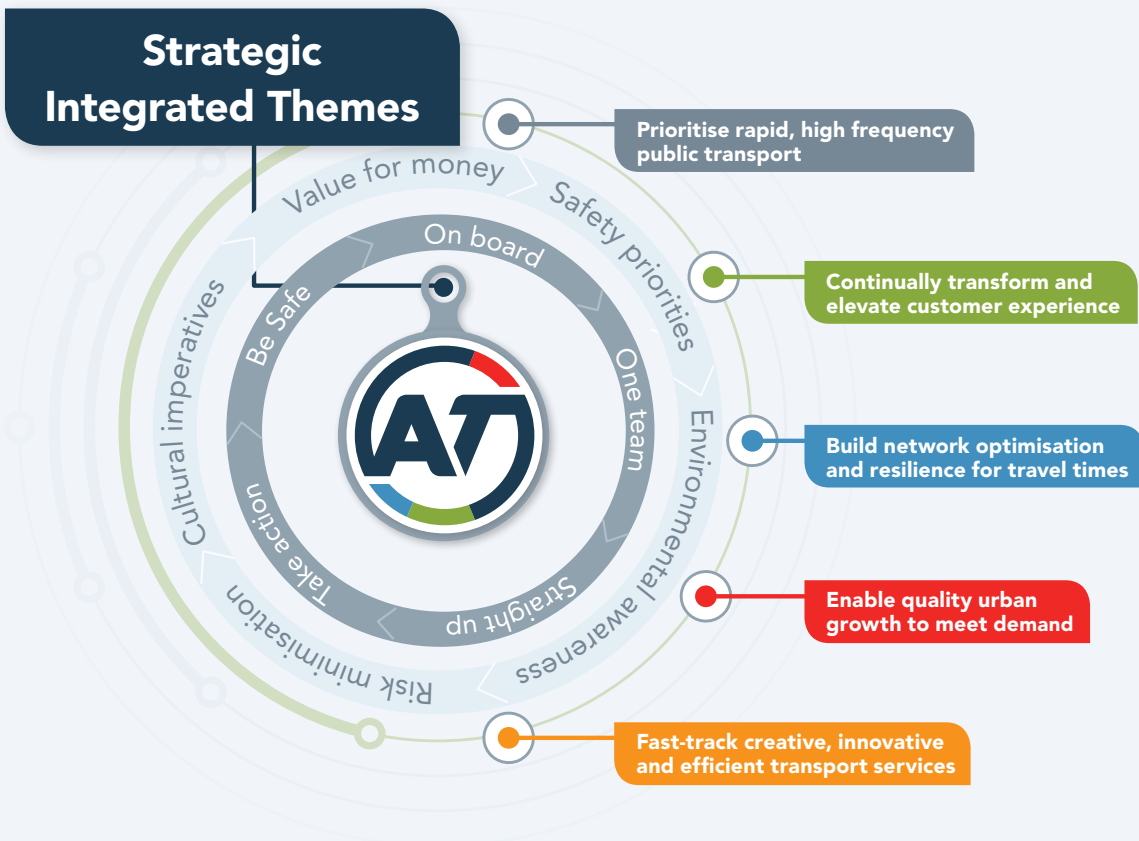 Strategic
Integrated Themes
Prioritise rapid, high frequency
public transport
Continually transform and
elevate customer experience
Build network optimisation
and resilience for travel times
Enable quality urban
growth to meet demand
Fast-track creative, innovative
and efficient transport services
Value for money
Safety priorities
Environmental awareness
Risk minimisation
Cultural imperatives
On board
One team
Straight up
Take action
Be Safe
AT